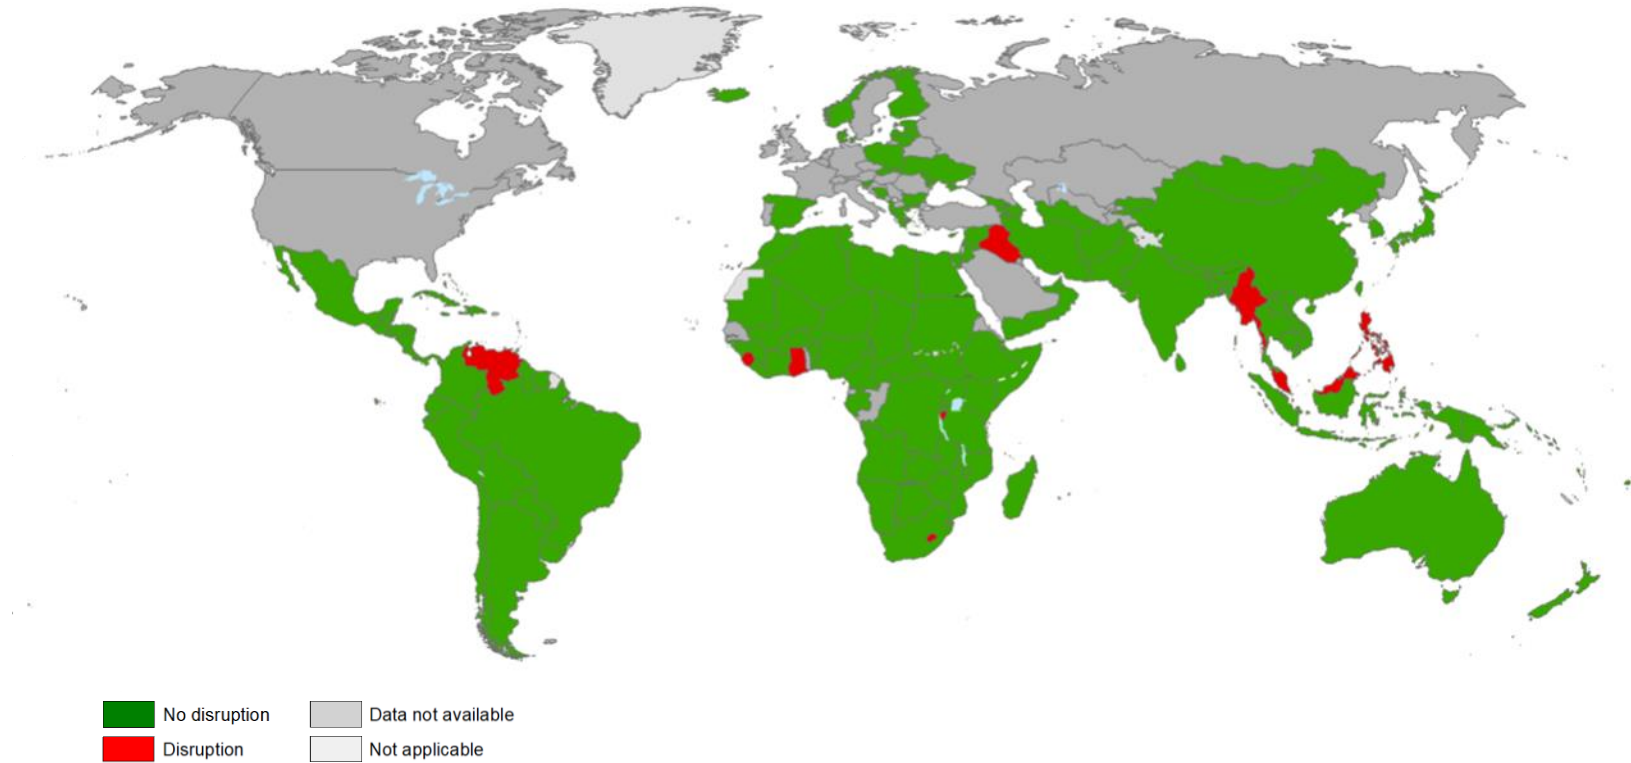 No disruption
Data not available
Disruption
Not applicable